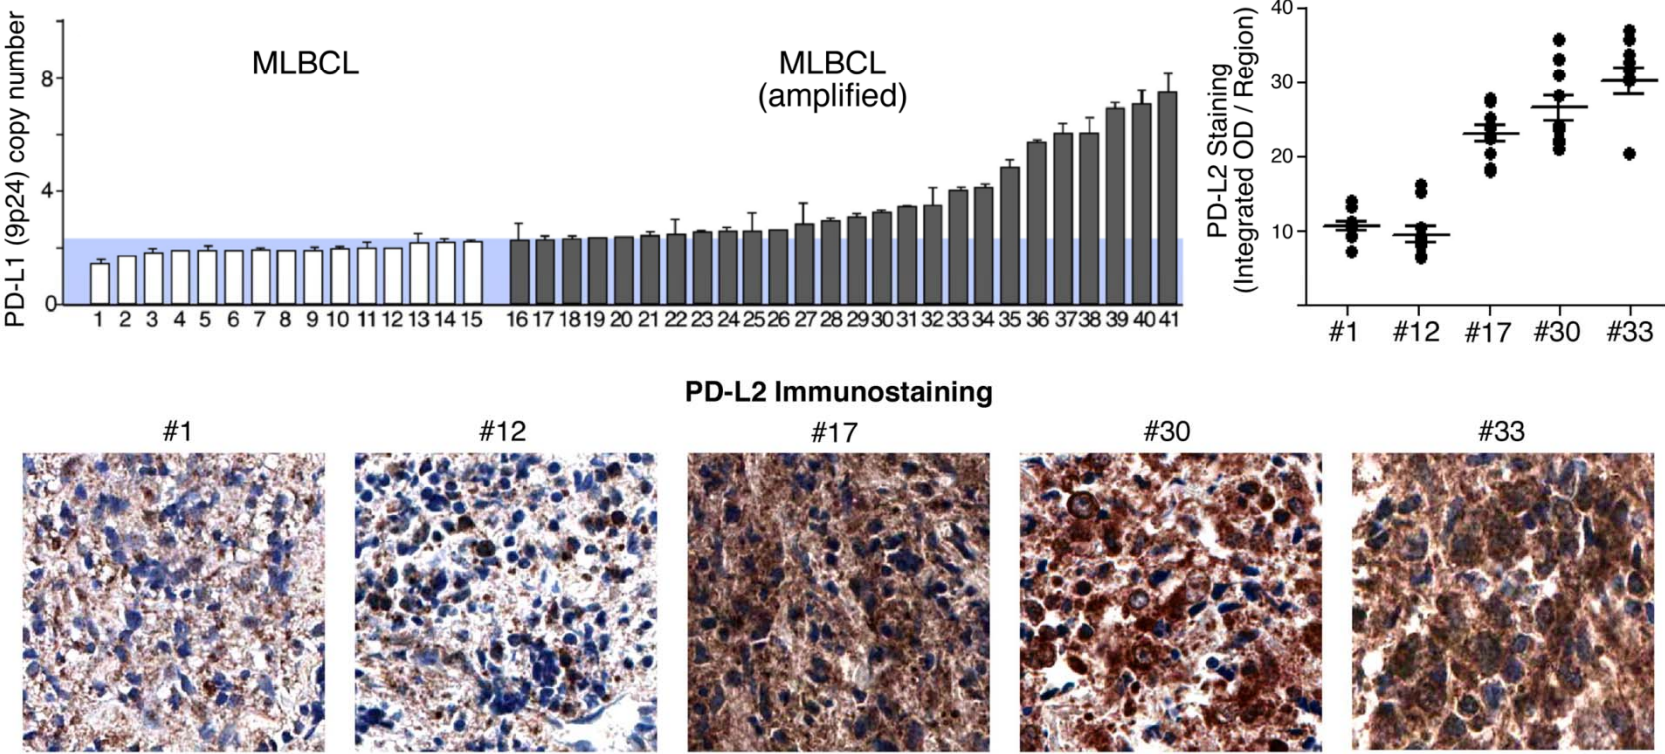 PD-L1 (9p24) copy number
8
4
0
MLBCL
MLBCL
(amplified)
1 2 3 4 5 6 7 8 9 10 11 12 13 14 15 16 17 18 19 20 21 22 23 24 25 26 27 28 29 30 31 32 33 34 35 36 37 38 39 40 41
PD-L2 Staining
(Integrated OD / Region)
40
30
20
10
#1 #12 #17 #30 #33
PD-L2 Immunostaining
#1 #12 #17 #30 #33